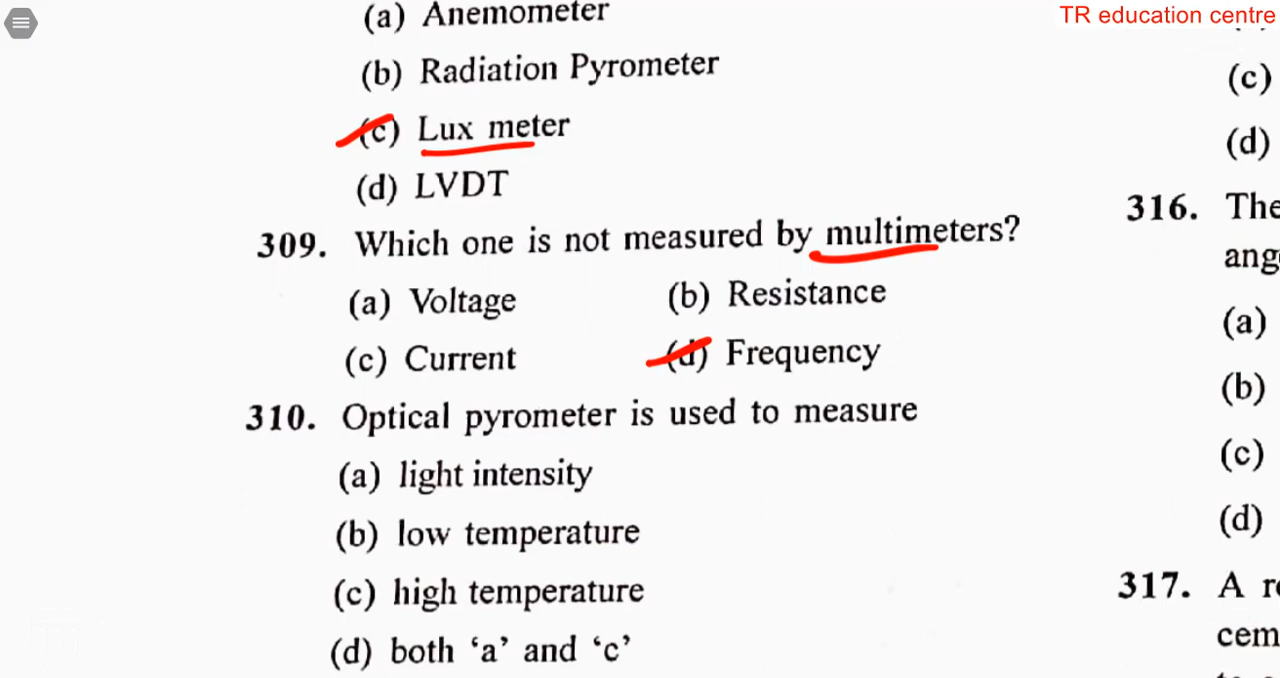 TR education centre
(a) Anemometer
(b) Radiation Pyrometer
(c) Lux meter
(d) LVDT
309. Which one is not measured by multimeters?
(a) Voltage (b) Resistance
(c) Current (d) Frequency
310. Optical pyrometer is used to measure
(a) light intensity
(b) low temperature
(c) high temperature
(d) both ‘a’ and ‘c’
(c)
(d)
316. The
ang
(a)
(b)
(c)
(d)
317. A
cem